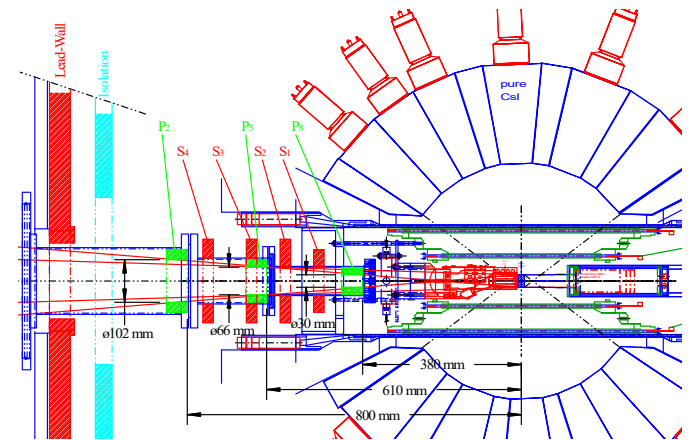 Lead-Wall
Isolation
pure
CsI
P2
S4
S3
P5
S2
S1
P8
ø102 mm
ø66 mm
ø30 mm
380 mm
610 mm
800 mm